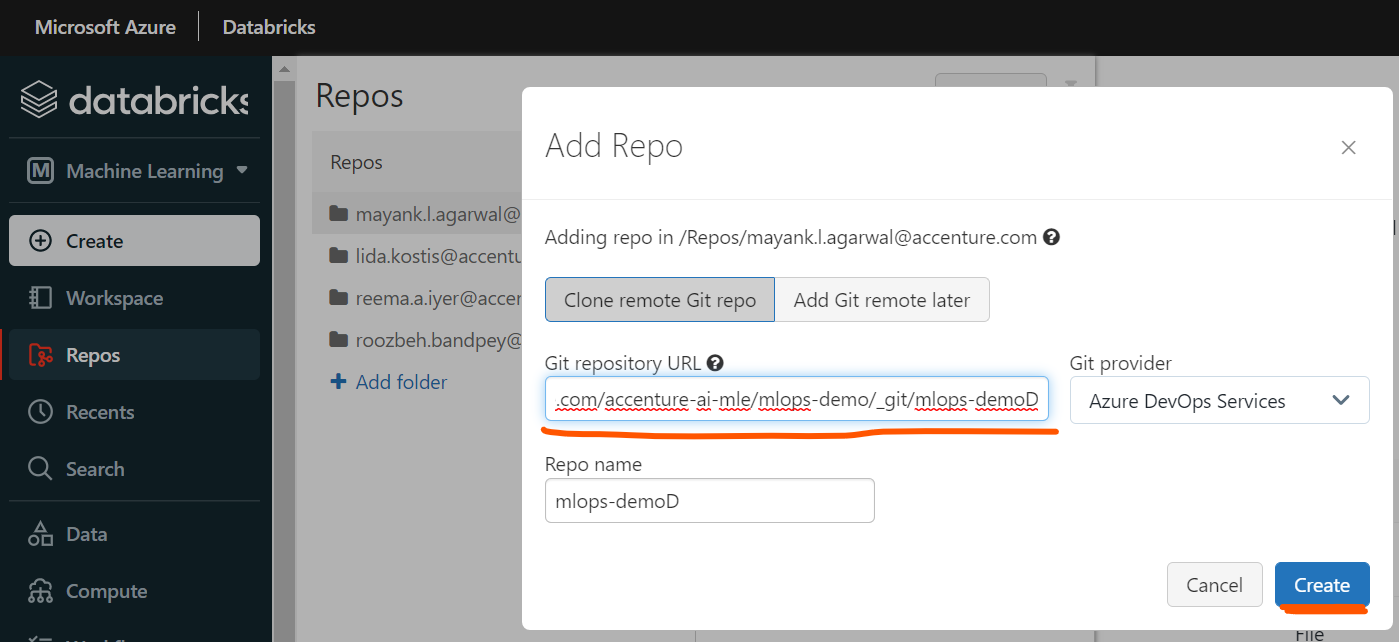 Microsoft Azure
Databricks
databricks
M Machine Learning
Create
Workspace
Repos
Recents
Search
Data
Compute
Repos
Repos
mayank.l.agarwal@
lida.kostis@accentu
reema.a.iyer@accen
roozbeh.bandpey@
+ Add folder
Add Repo
Adding repo in /Repos/mayank.l.agarwal@accenture.com
Clone remote Git repo
Add Git remote later
Git repository URL
Git provider
.com/accenture-ai-mle/mlops-demo/_git/mlops-demoD
Azure DevOps Services
Repo name
mlops-demoD
Cancel
Create
File